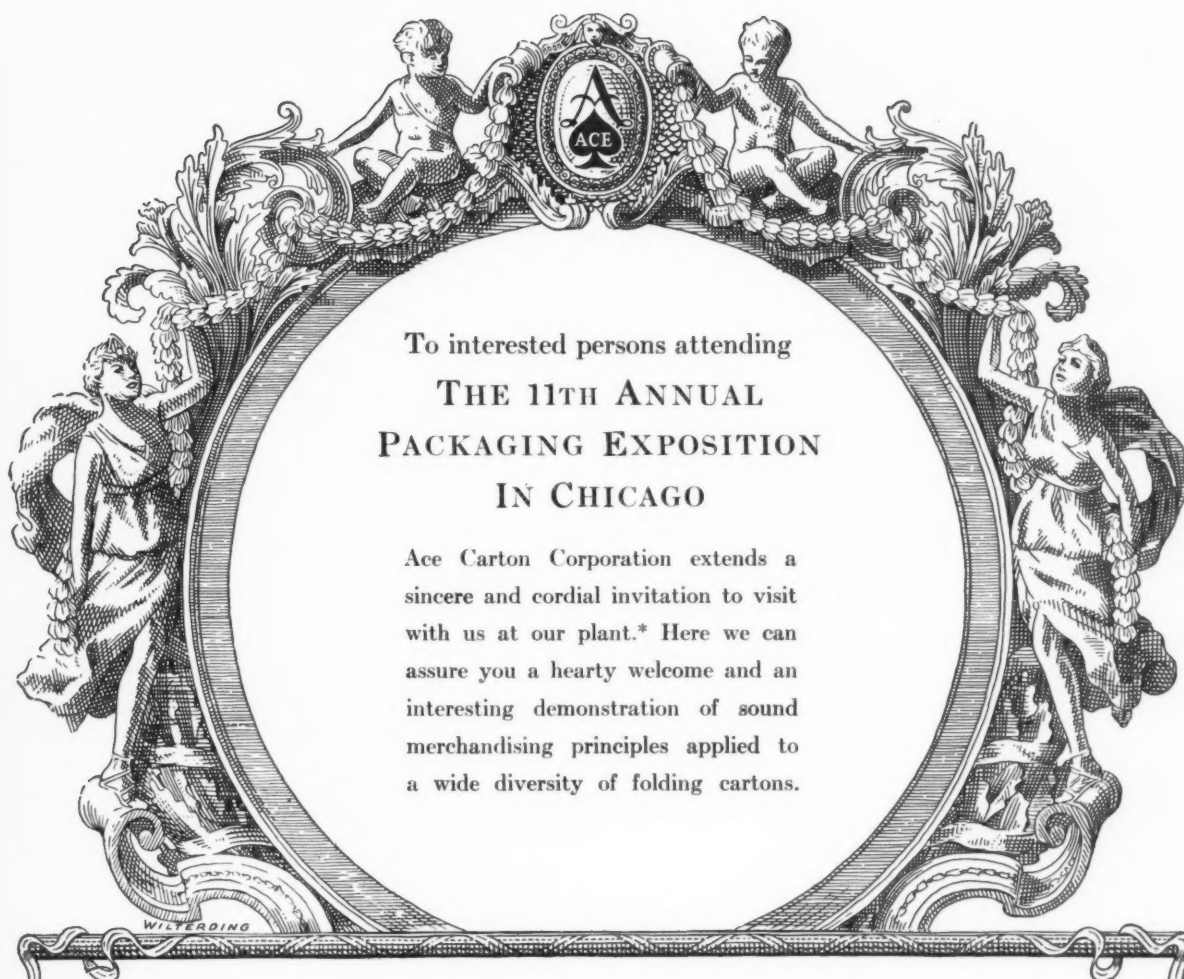 A
ACE
To interested persons attending
THE 11TH ANNUAL
PACKAGING EXPOSITION
IN CHICAGO
Ace Carton Corporation extends a
sincere and cordial invitation to visit
with us at our plant.* Here we can
assure you a hearty welcome and an
interesting demonstration of sound
merchandising principles applied to
a wide diversity of folding cartons.
WILTERDING